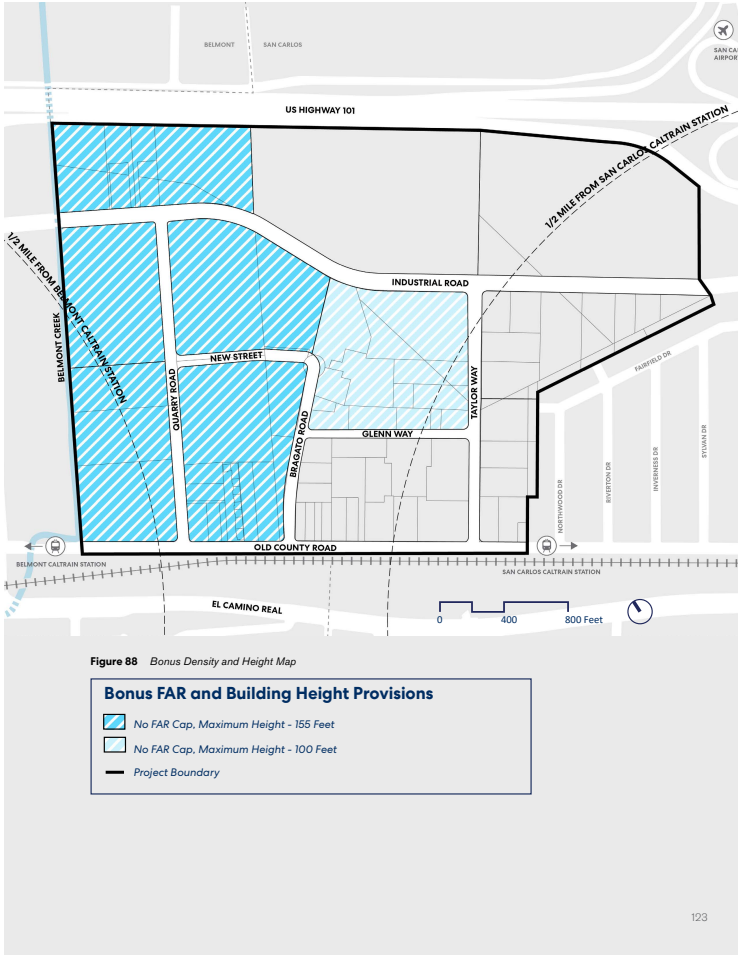 BELMONT
SAN CARLOS
SAN CA
AIRPOR
US HIGHWAY 101
1/2 MILE FROM SAN CARLOS CALTRAIN STATION
1/2 MILE FROM BELMONT CALTRAIN STATION
INDUSTRIAL ROAD
BELMONT CREEK
NEW STREET
QUARRY ROAD
BRAGATO ROAD
TAYLOR WAY
GLENN WAY
FAIRFIELD DR
NORTHWOOD DR
RIVERTON DR
INVERNESS DR
SYLVAN DR
OLD COUNTY ROAD
BELMONT CALTRAIN STATION
SAN CARLOS CALTRAIN STATION
EL CAMINO REAL
0 400 800 Feet
Figure 88 Bonus Density and Height Map
Bonus FAR and Building Height Provisions
No FAR Cap, Maximum Height - 155 Feet
No FAR Cap, Maximum Height - 100 Feet
Project Boundary
123